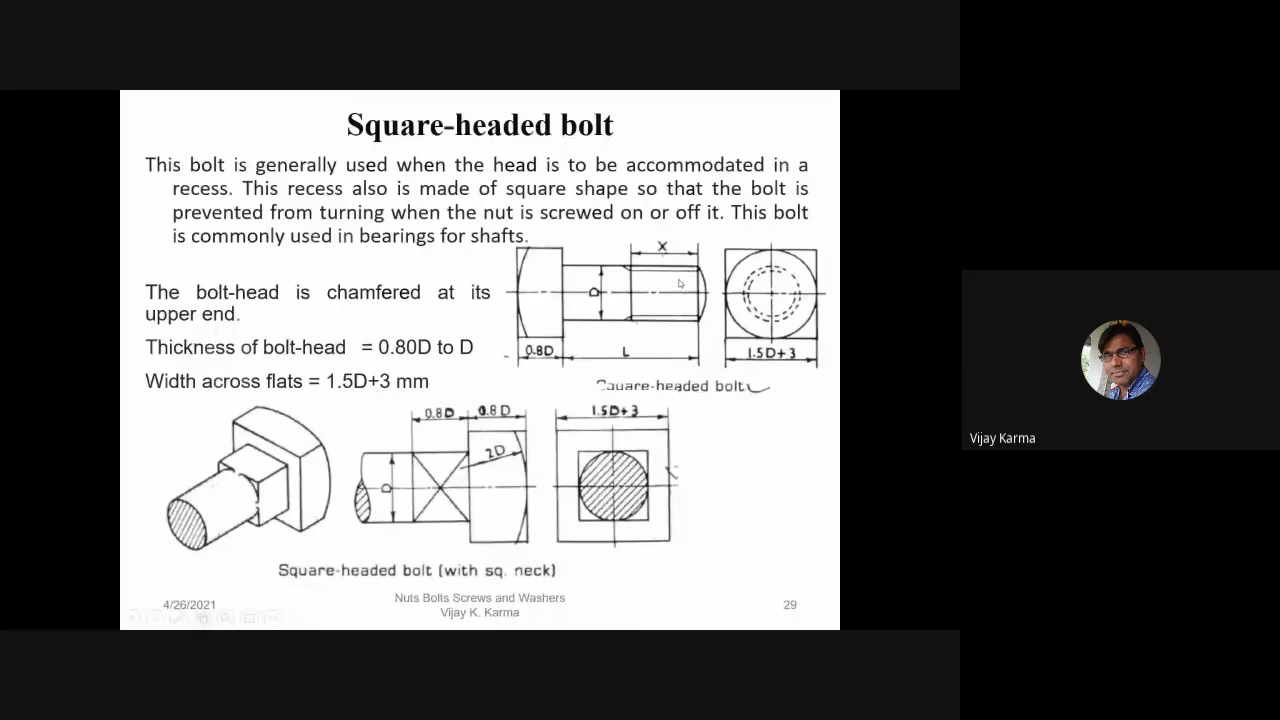 Square-headed bolt
This bolt is generally used when the head is to be accommodated in a
recess. This recess also is made of square shape so that the bolt is
prevented from turning when the nut is screwed on or off it. This bolt
is commonly used in bearings for shafts.
X
D
0.8D
L
1.5D+3
Square-headed bolt
The bolt-head is chamfered at its
upper end.
Thickness of bolt-head = 0.80D to D
Width across flats = 1.5D+3 mm
0.8D
0.8D
1.5D+3
2D
D
Square-headed bolt (with sq. neck)
4/26/2021
Nuts Bolts Screws and Washers
Vijay K. Karma
29
Vijay Karma